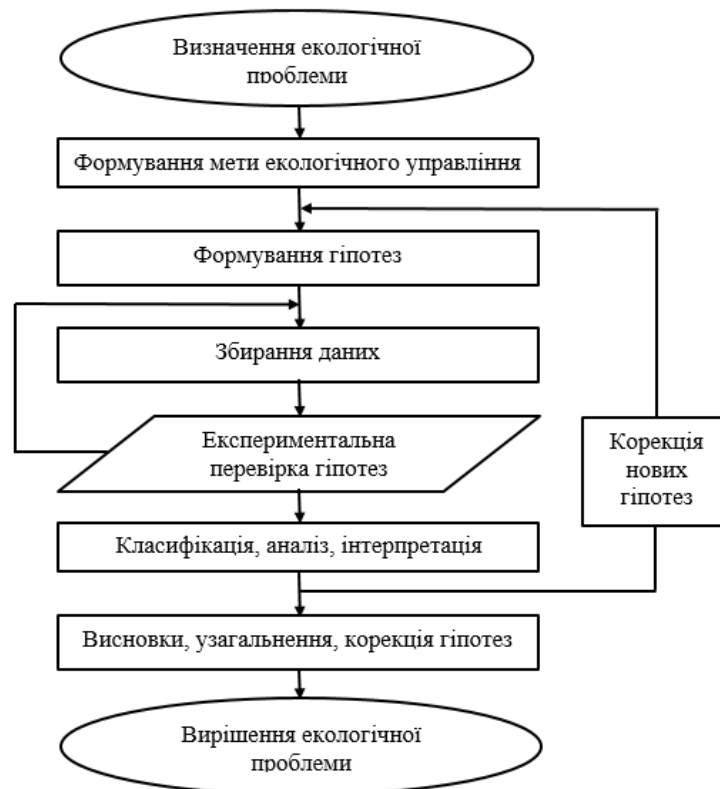 Визначення екологічної
проблеми
Формування мети екологічного управління
Формування гіпотез
Збирання даних
Експериментальна
перевірка гіпотез
Корекція
нових
гіпотез
Класифікація, аналіз, інтерпретація
Висновки, узагальнення, корекція гіпотез
Вирішення екологічної
проблеми